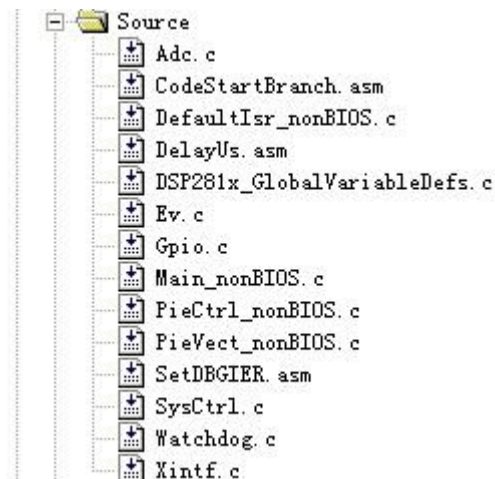 Source
Adc.c
CodeStartBranch.asm
DefaultIsr_nonBIOS.c
DelayUs.asm
DSP281x_GlobalVariableDefs.c
Ev.c
Gpio.c
Main_nonBIOS.c
PieCtrl_nonBIOS.c
PieVect_nonBIOS.c
SetDBGIER.asm
SysCtrl.c
Watchdog.c
Xintf.c